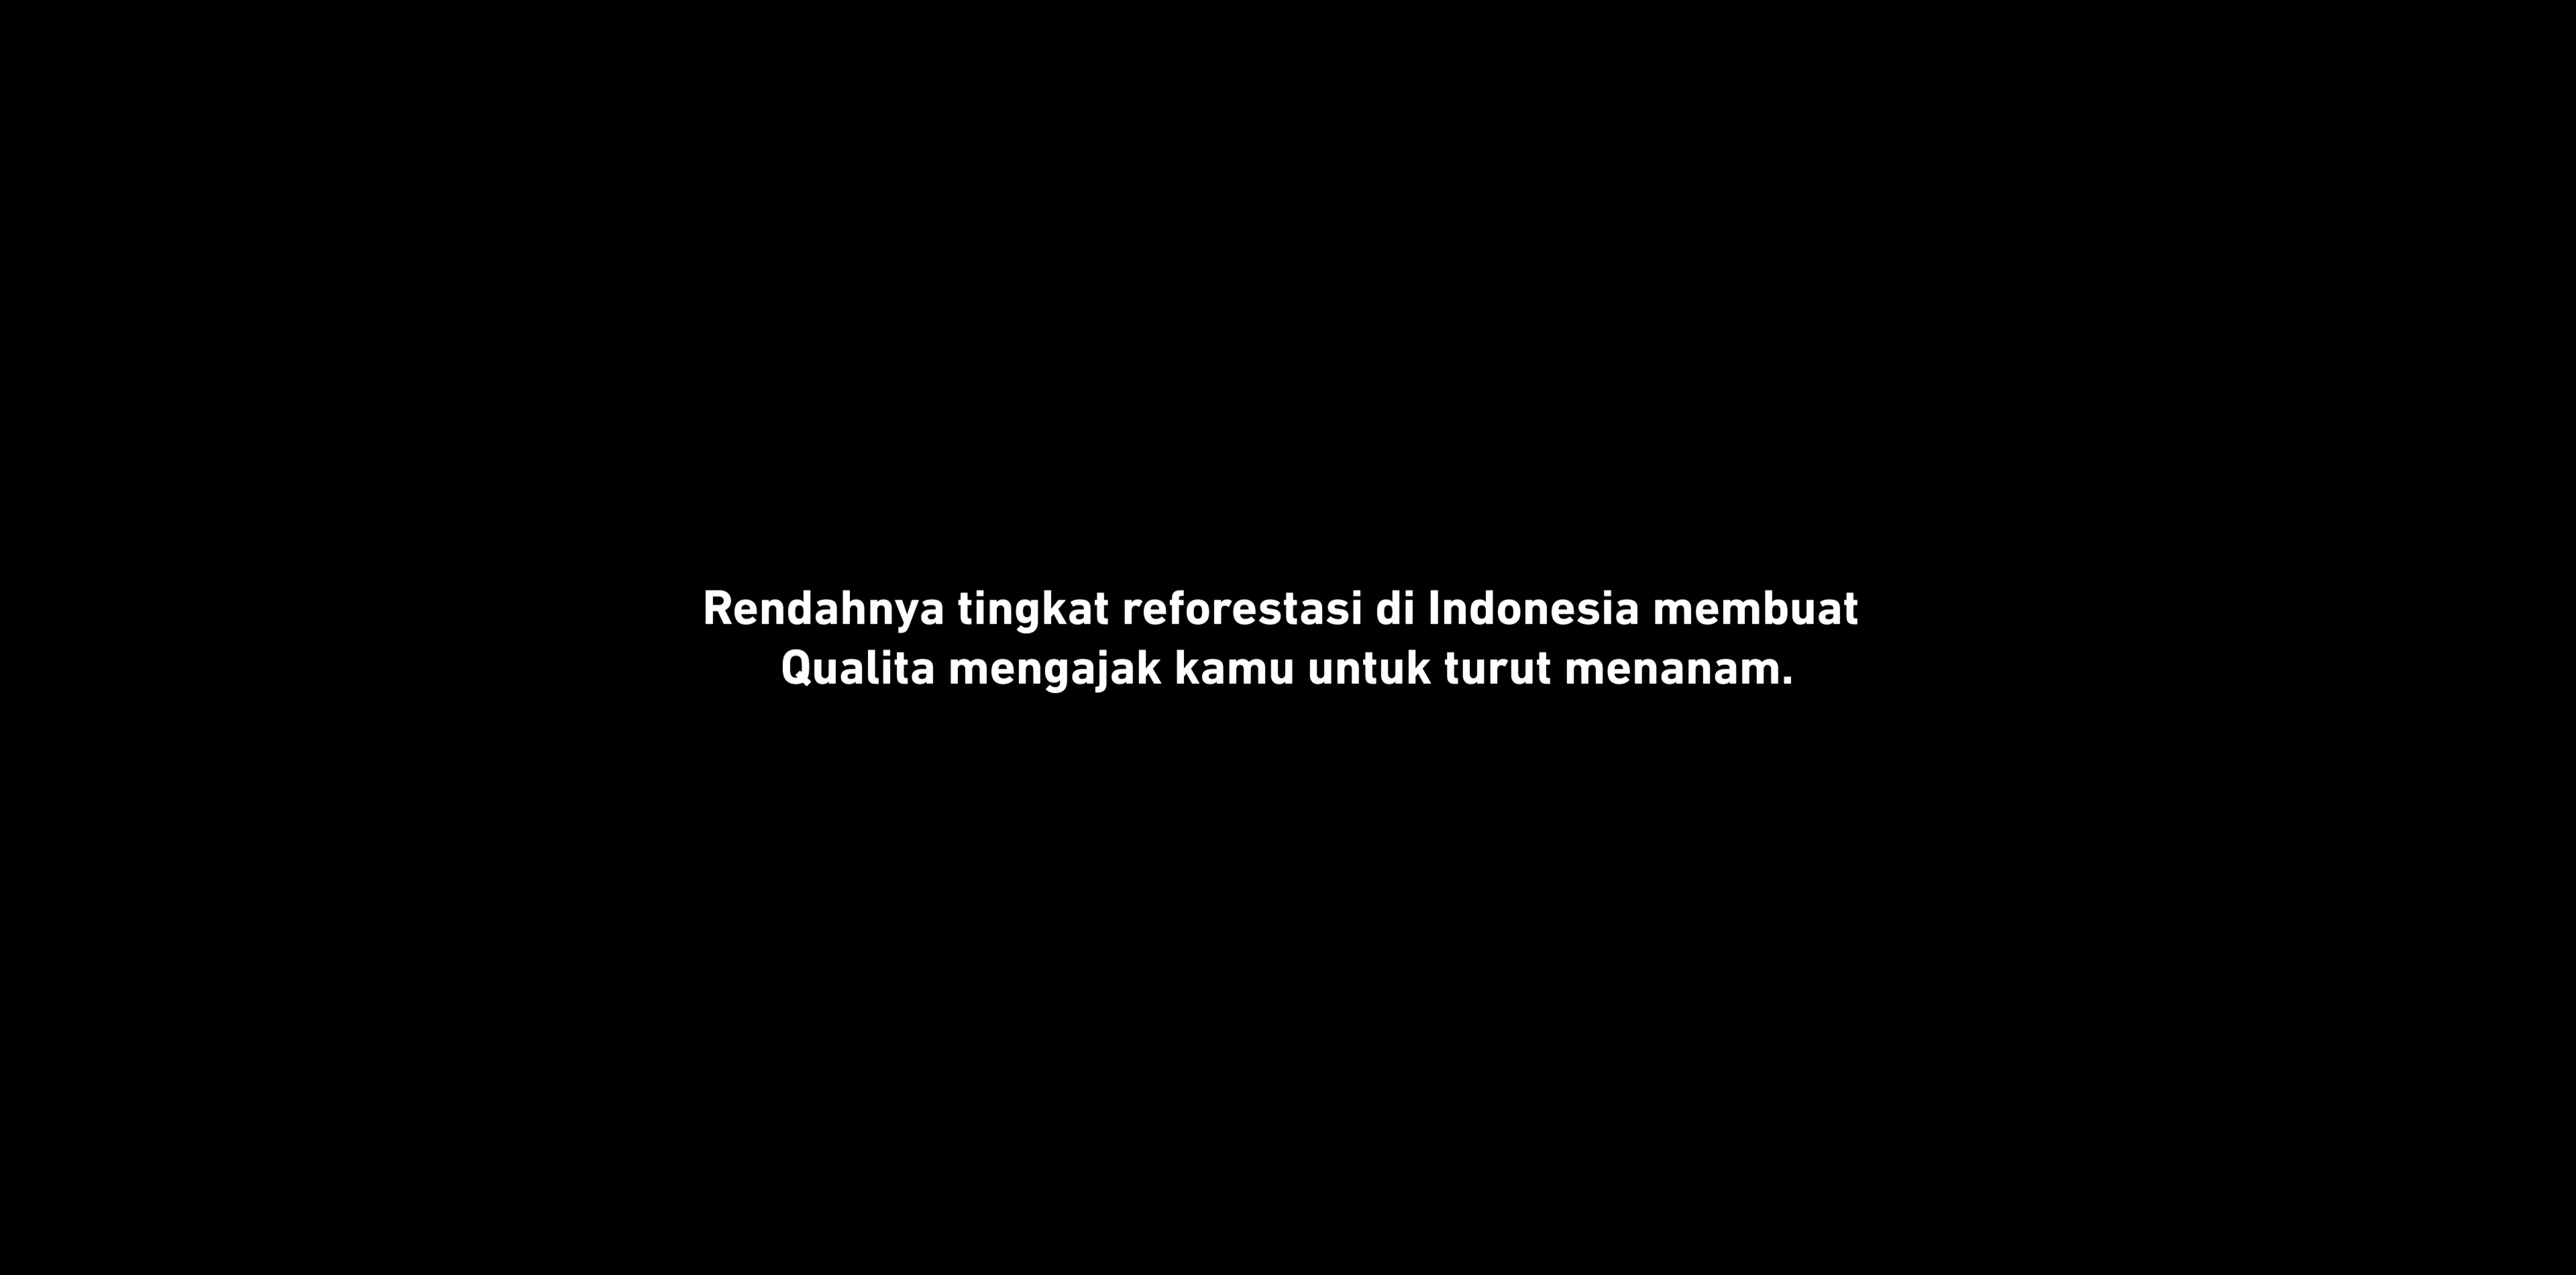 Rendahnya tingkat reforestasi di Indonesia membuat
Qualita mengajak kamu untuk turut menanam.